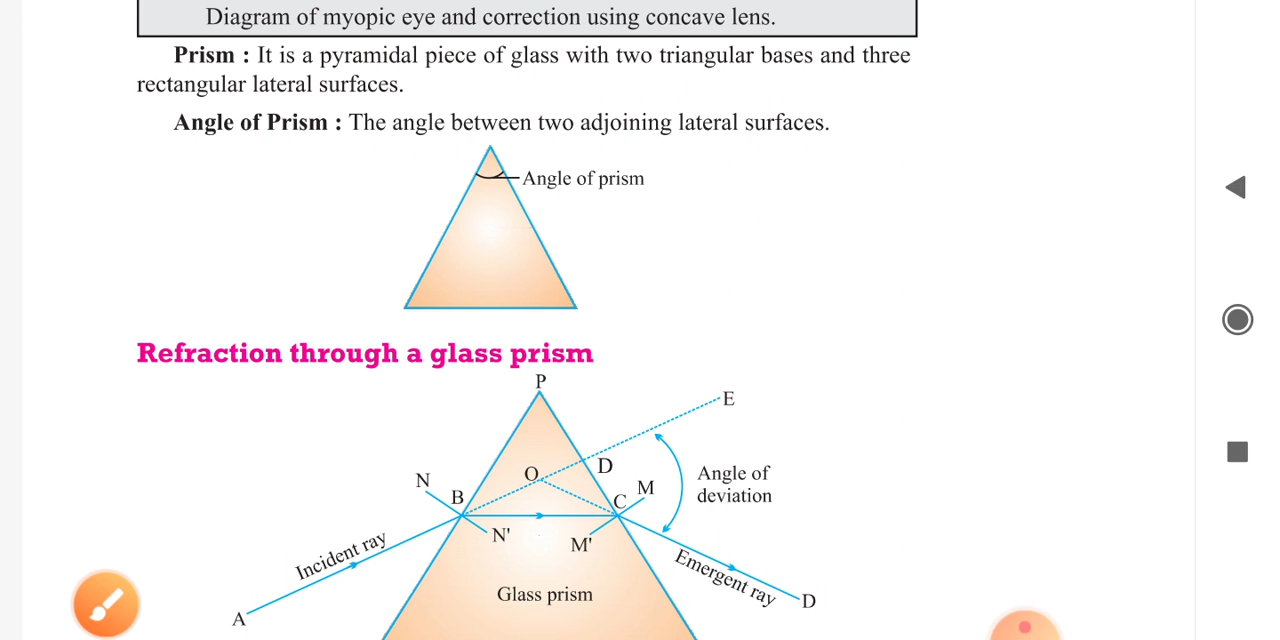 Diagram of myopic eye and correction using concave lens.
Prism : It is a pyramidal piece of glass with two triangular bases and three
rectangular lateral surfaces.
Angle of Prism : The angle between two adjoining lateral surfaces.
Angle of prism
Refraction through a glass prism
P
E
O
D
Angle of
deviation
N
M
B
C
N'
M'
Incident ray
Emergent ray
Glass prism
D
A